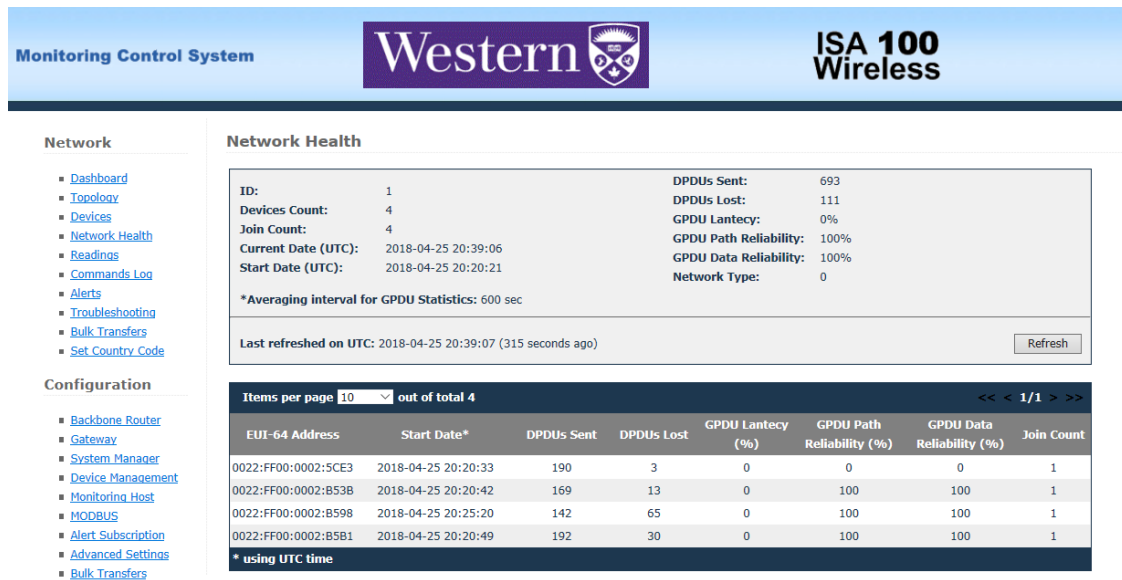 Monitoring Control System
Western
ISA 100
Wireless
Network
Dashboard
Topology
Devices
Network Health
Readings
Commands Log
Alerts
Troubleshooting
Bulk Transfers
Set Country Code
Configuration
Backbone Router
Gateway
System Manager
Device Management
Monitoring Host
MODBUS
Alert Subscription
Advanced Settings
Bulk Transfers
Network Health
ID: 1
Devices Count: 4
Join Count: 4
Current Date (UTC): 2018-04-25 20:39:06
Start Date (UTC): 2018-04-25 20:20:21
DPDUs Sent: 693
DPDUs Lost: 111
GPDU Lantecy: 0%
GPDU Path Reliability: 100%
GPDU Data Reliability: 100%
Network Type: 0
*Averaging interval for GPDU Statistics: 600 sec
Last refreshed on UTC: 2018-04-25 20:39:07 (315 seconds ago) Refresh
Items per page 10 out of total 4 << < 1/1 > >>
EUI-64 Address Start Date* DPDUs Sent DPDUs Lost GPDU Lantecy (%) GPDU Path Reliability (%) GPDU Data Reliability (%) Join Count
0022:FF00:0002:5CE3 2018-04-25 20:20:33 190 3 0 0 0 1
0022:FF00:0002:B53B 2018-04-25 20:20:42 169 13 0 100 100 1
0022:FF00:0002:B598 2018-04-25 20:25:20 142 65 0 100 100 1
0022:FF00:0002:B5B1 2018-04-25 20:20:49 192 30 0 100 100 1
* using UTC time